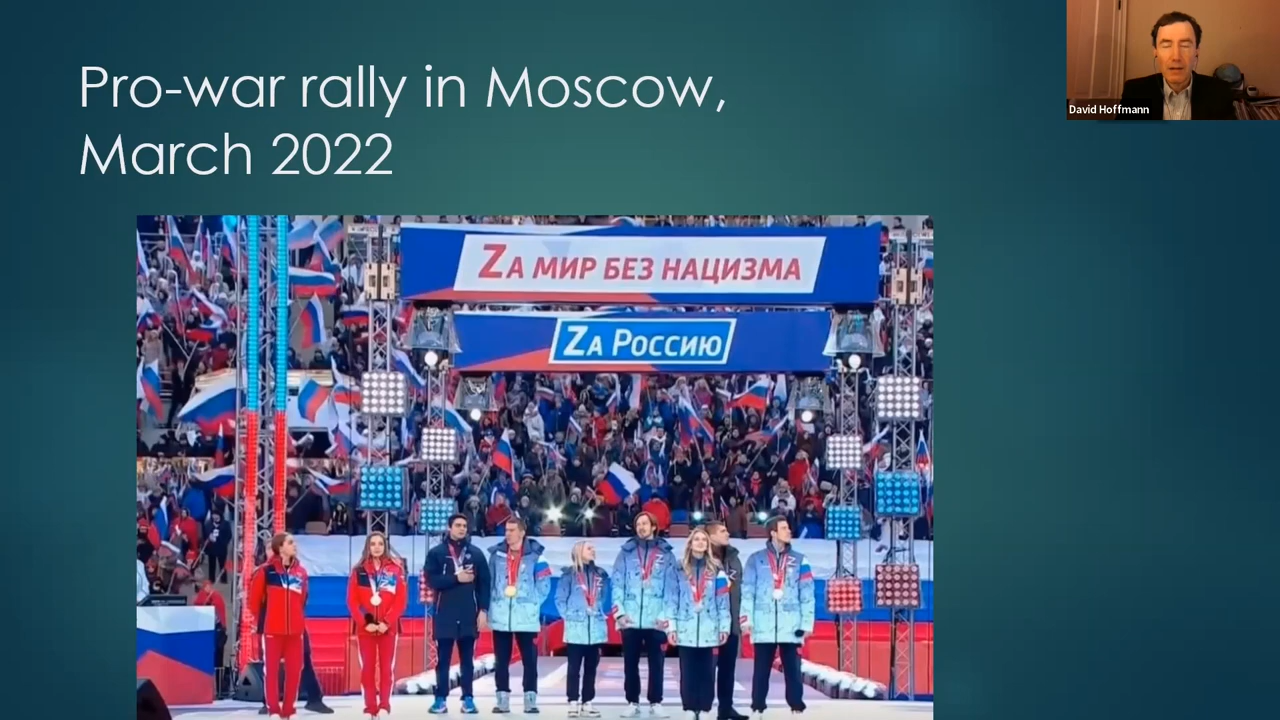 Pro-war rally in Moscow,
March 2022
David Hoffmann
Zа мир без нацизма
Zа Россию